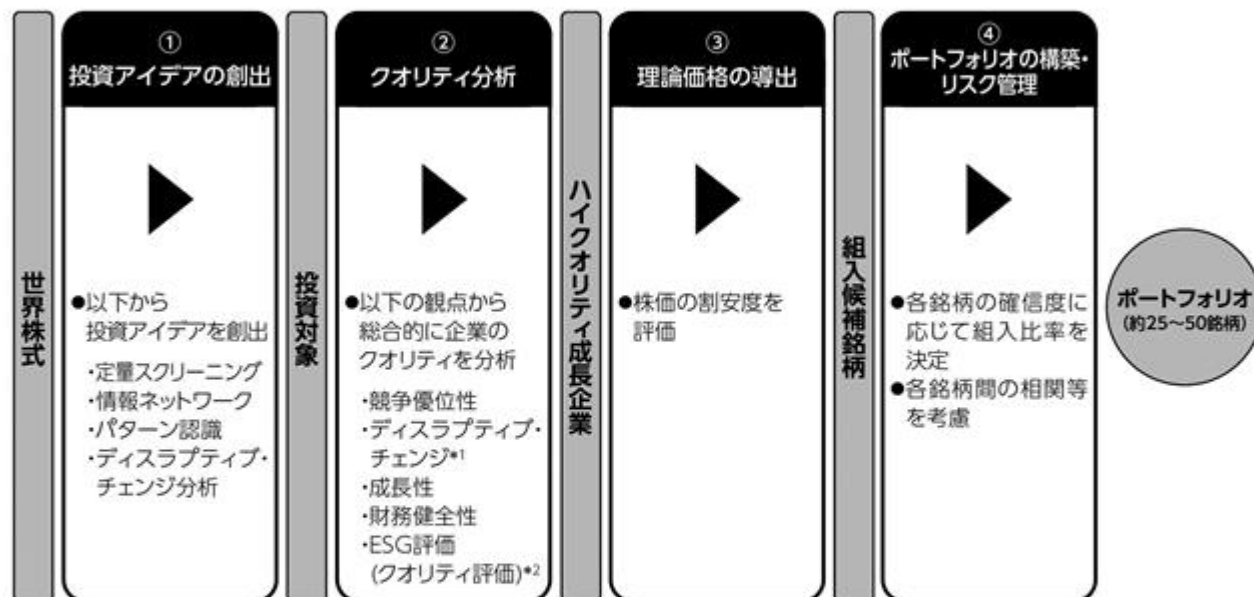 世界株式
①
投資アイデアの創出
●以下から
投資アイデアを創出
・定量スクリーニング
・情報ネットワーク
・パターン認識
・ディスラプティブ・
チェンジ分析
投資対象
②
クオリティ分析
●以下の観点から
総合的に企業の
クオリティを分析
・競争優位性
・ディスラプティブ・
チェンジ*1
・成長性
・財務健全性
・ESG評価
(クオリティ評価)*2
ハイクオリティ成長企業
③
理論価格の導出
●株価の割安度を
評価
組入候補銘柄
④
ポートフォリオの構築・
リスク管理
●各銘柄の確信度に
応じて組入比率を
決定
●各銘柄間の相関等
を考慮
ポートフォリオ
(約25～50銘柄)